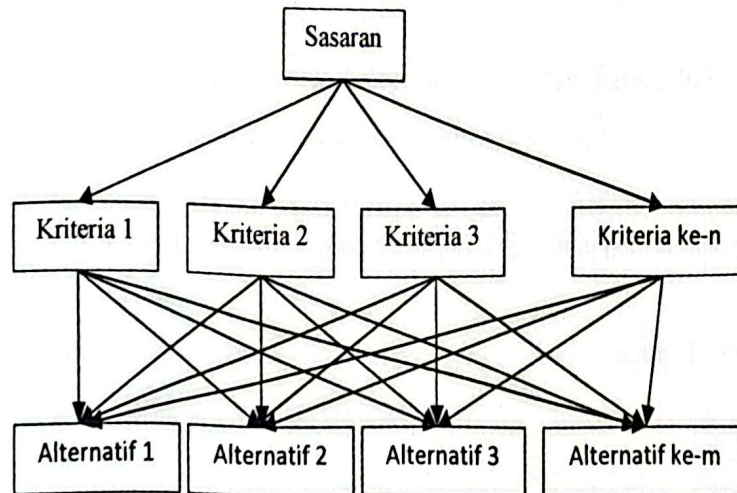 Sasaran
Kriteria 1
Kriteria 2
Kriteria 3
Kriteria ke-n
Alternatif 1
Alternatif 2
Alternatif 3
Alternatif ke-m